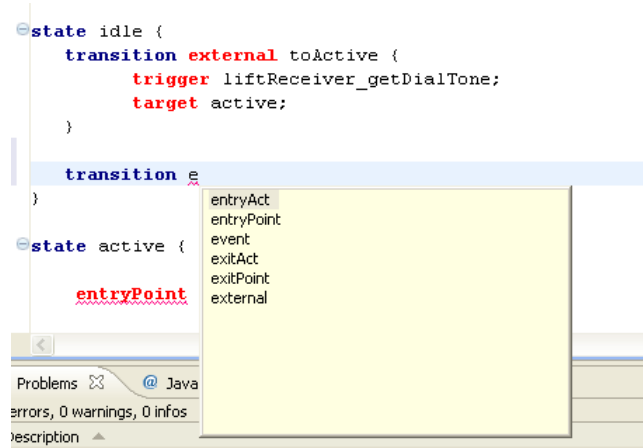 state idle {
transition external toActive {
trigger liftReceiver_getDialTone;
target active;
}
transition e
}
entryAct
entryPoint
event
exitAct
exitPoint
external
state active {
entryPoint
Problems @ Java
errors, 0 warnings, 0 infos
Description